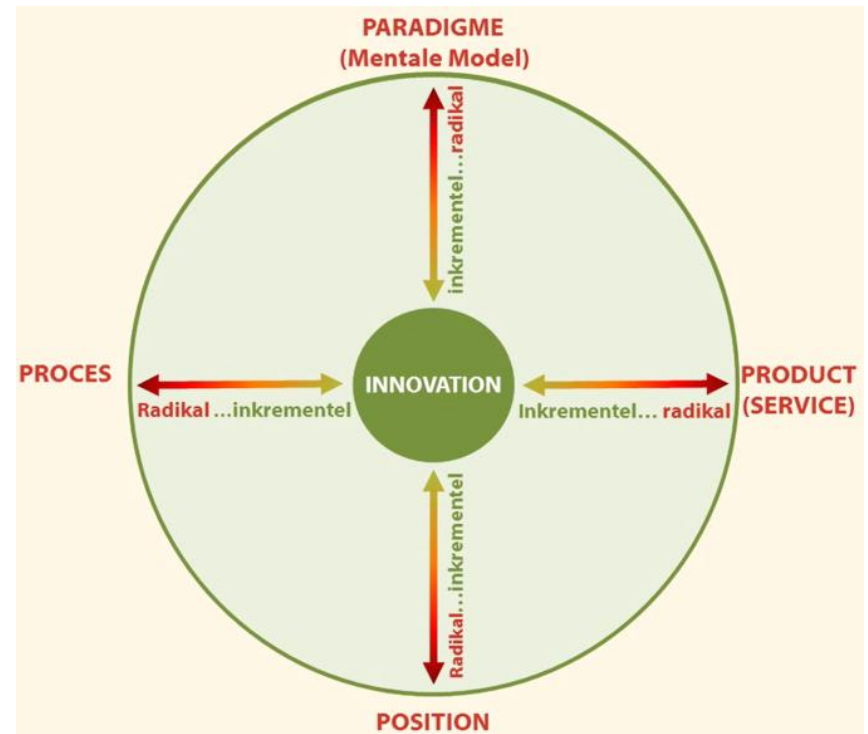 PARADIGME
(Mentale Model)
inkrementel...radikal
PROCES
INNOVATION
PRODUCT
(SERVICE)
Radikal ...inkrementel
Inkrementel... radikal
Radikal...inkrementel
POSITION